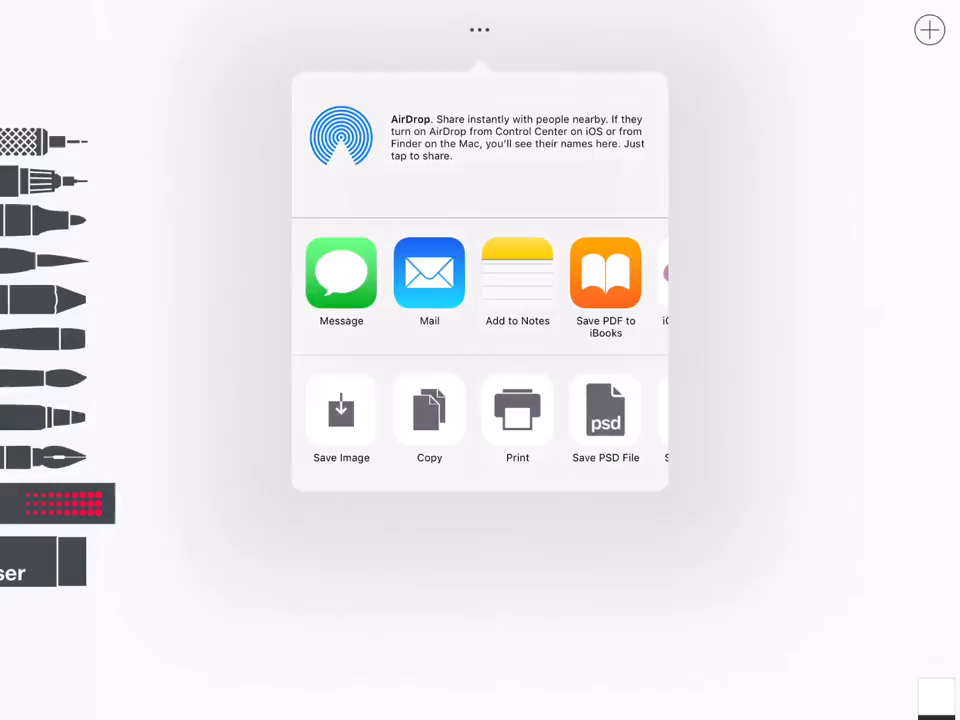 AirDrop. Share instantly with people nearby. If they
turn on AirDrop from Control Center on iOS or from
Finder on the Mac, you'll see their names here. Just
tap to share.
Message
Mail
Add to Notes
Save PDF to
iBooks
psd
Save Image
Copy
Print
Save PSD File
ser